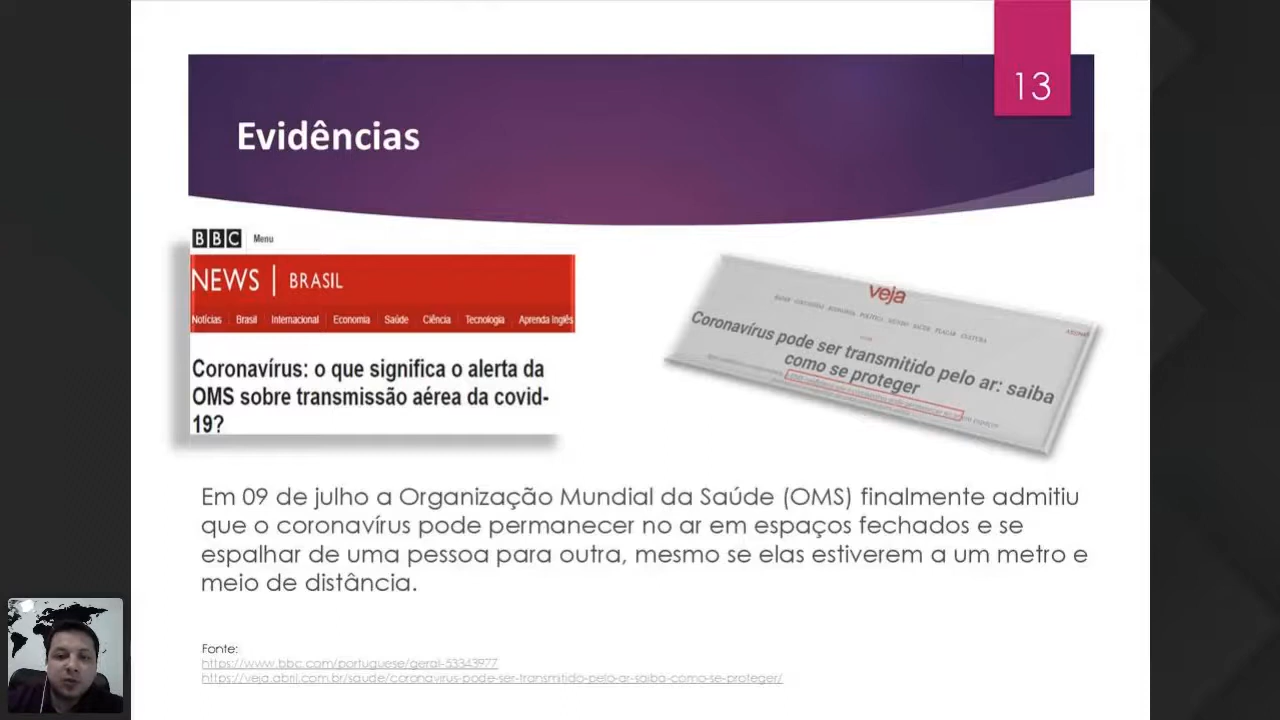 13
Evidências
BBC Menu
NEWS | BRASIL
Notícias Brasil Internacional Economia Saúde Ciência Tecnologia Aprenda Inglês
Coronavírus: o que significa o alerta da
OMS sobre transmissão aérea da covid-
19?
veja
Coronavírus pode ser transmitido pelo ar: saiba
como se proteger
Em 09 de julho a Organização Mundial da Saúde (OMS) finalmente admitiu
que o coronavírus pode permanecer no ar em espaços fechados e se
espalhar de uma pessoa para outra, mesmo se elas estiverem a um metro e
meio de distância.
Fonte:
https://www.bbc.com/portuguese/geral-53343977
https://veja.abril.com.br/saude/coronavirus-pode-ser-transmitido-pelo-ar-saiba-como-se-proteger/